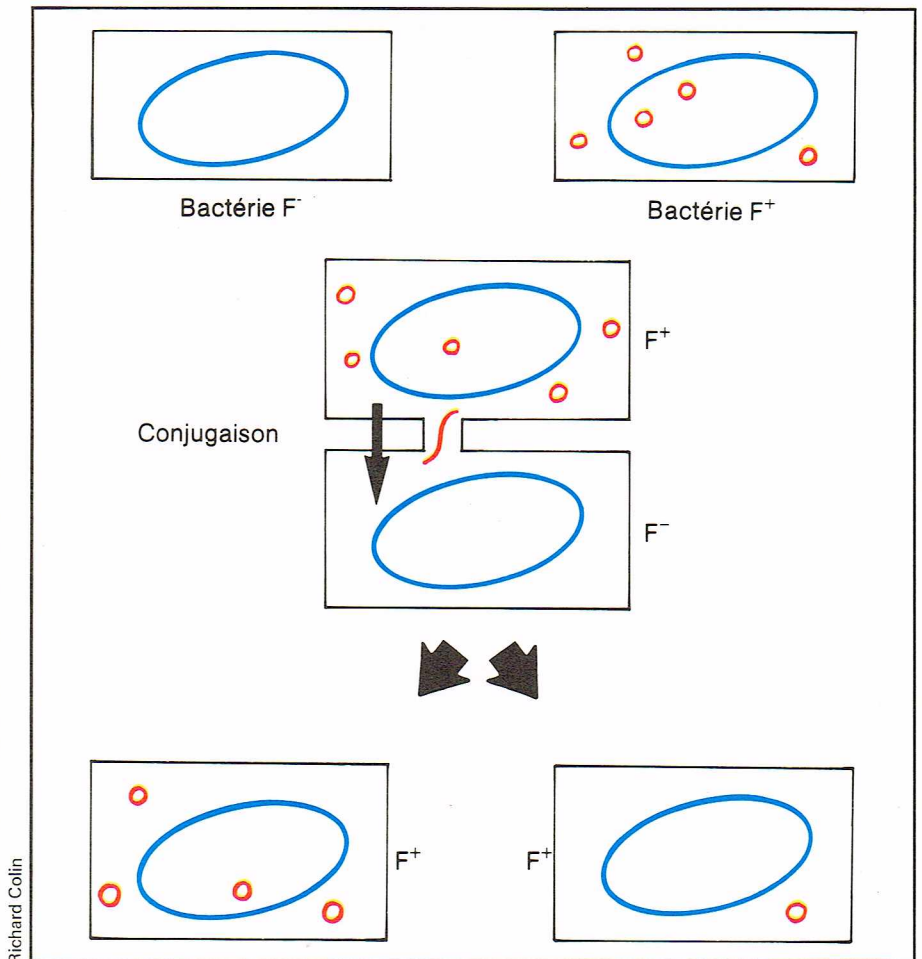 Bactérie F⁻
Bactérie F⁺
F⁺
Conjugaison
F⁻
F⁺
F⁺
Richard Colin